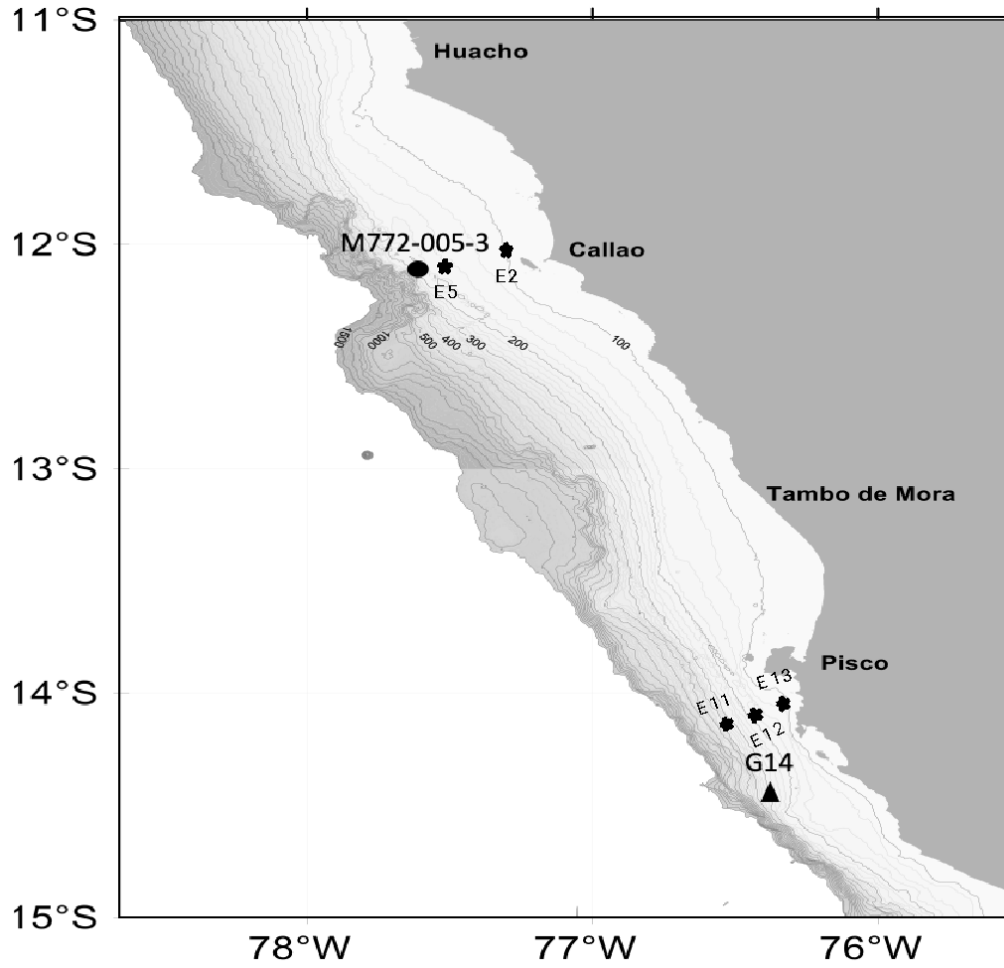 11°S
Huacho
12°S
M772-005-3
Callao
E5
E2
1500
1000
500
400
300
200
100
13°S
Tambo de Mora
Pisco
14°S
E11
E13
E12
G14
15°S
78°W
77°W
76°W